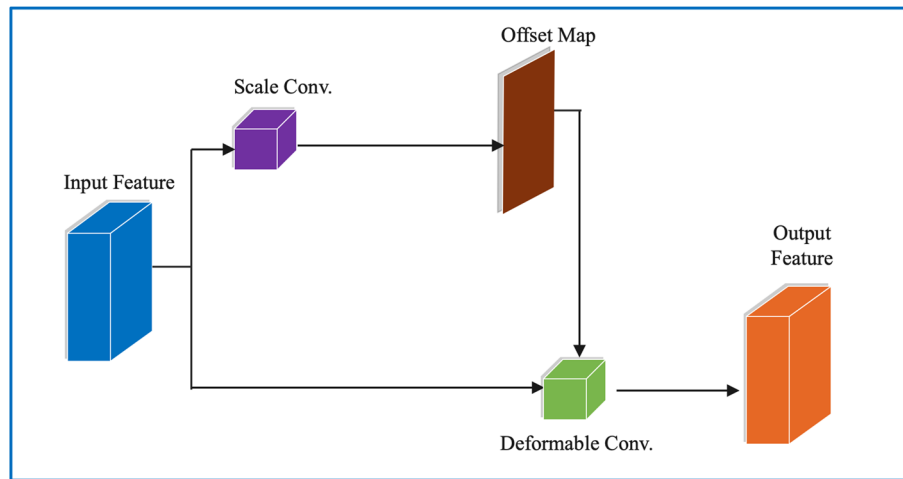 Offset Map
Scale Conv.
Input Feature
Output
Feature
Deformable Conv.